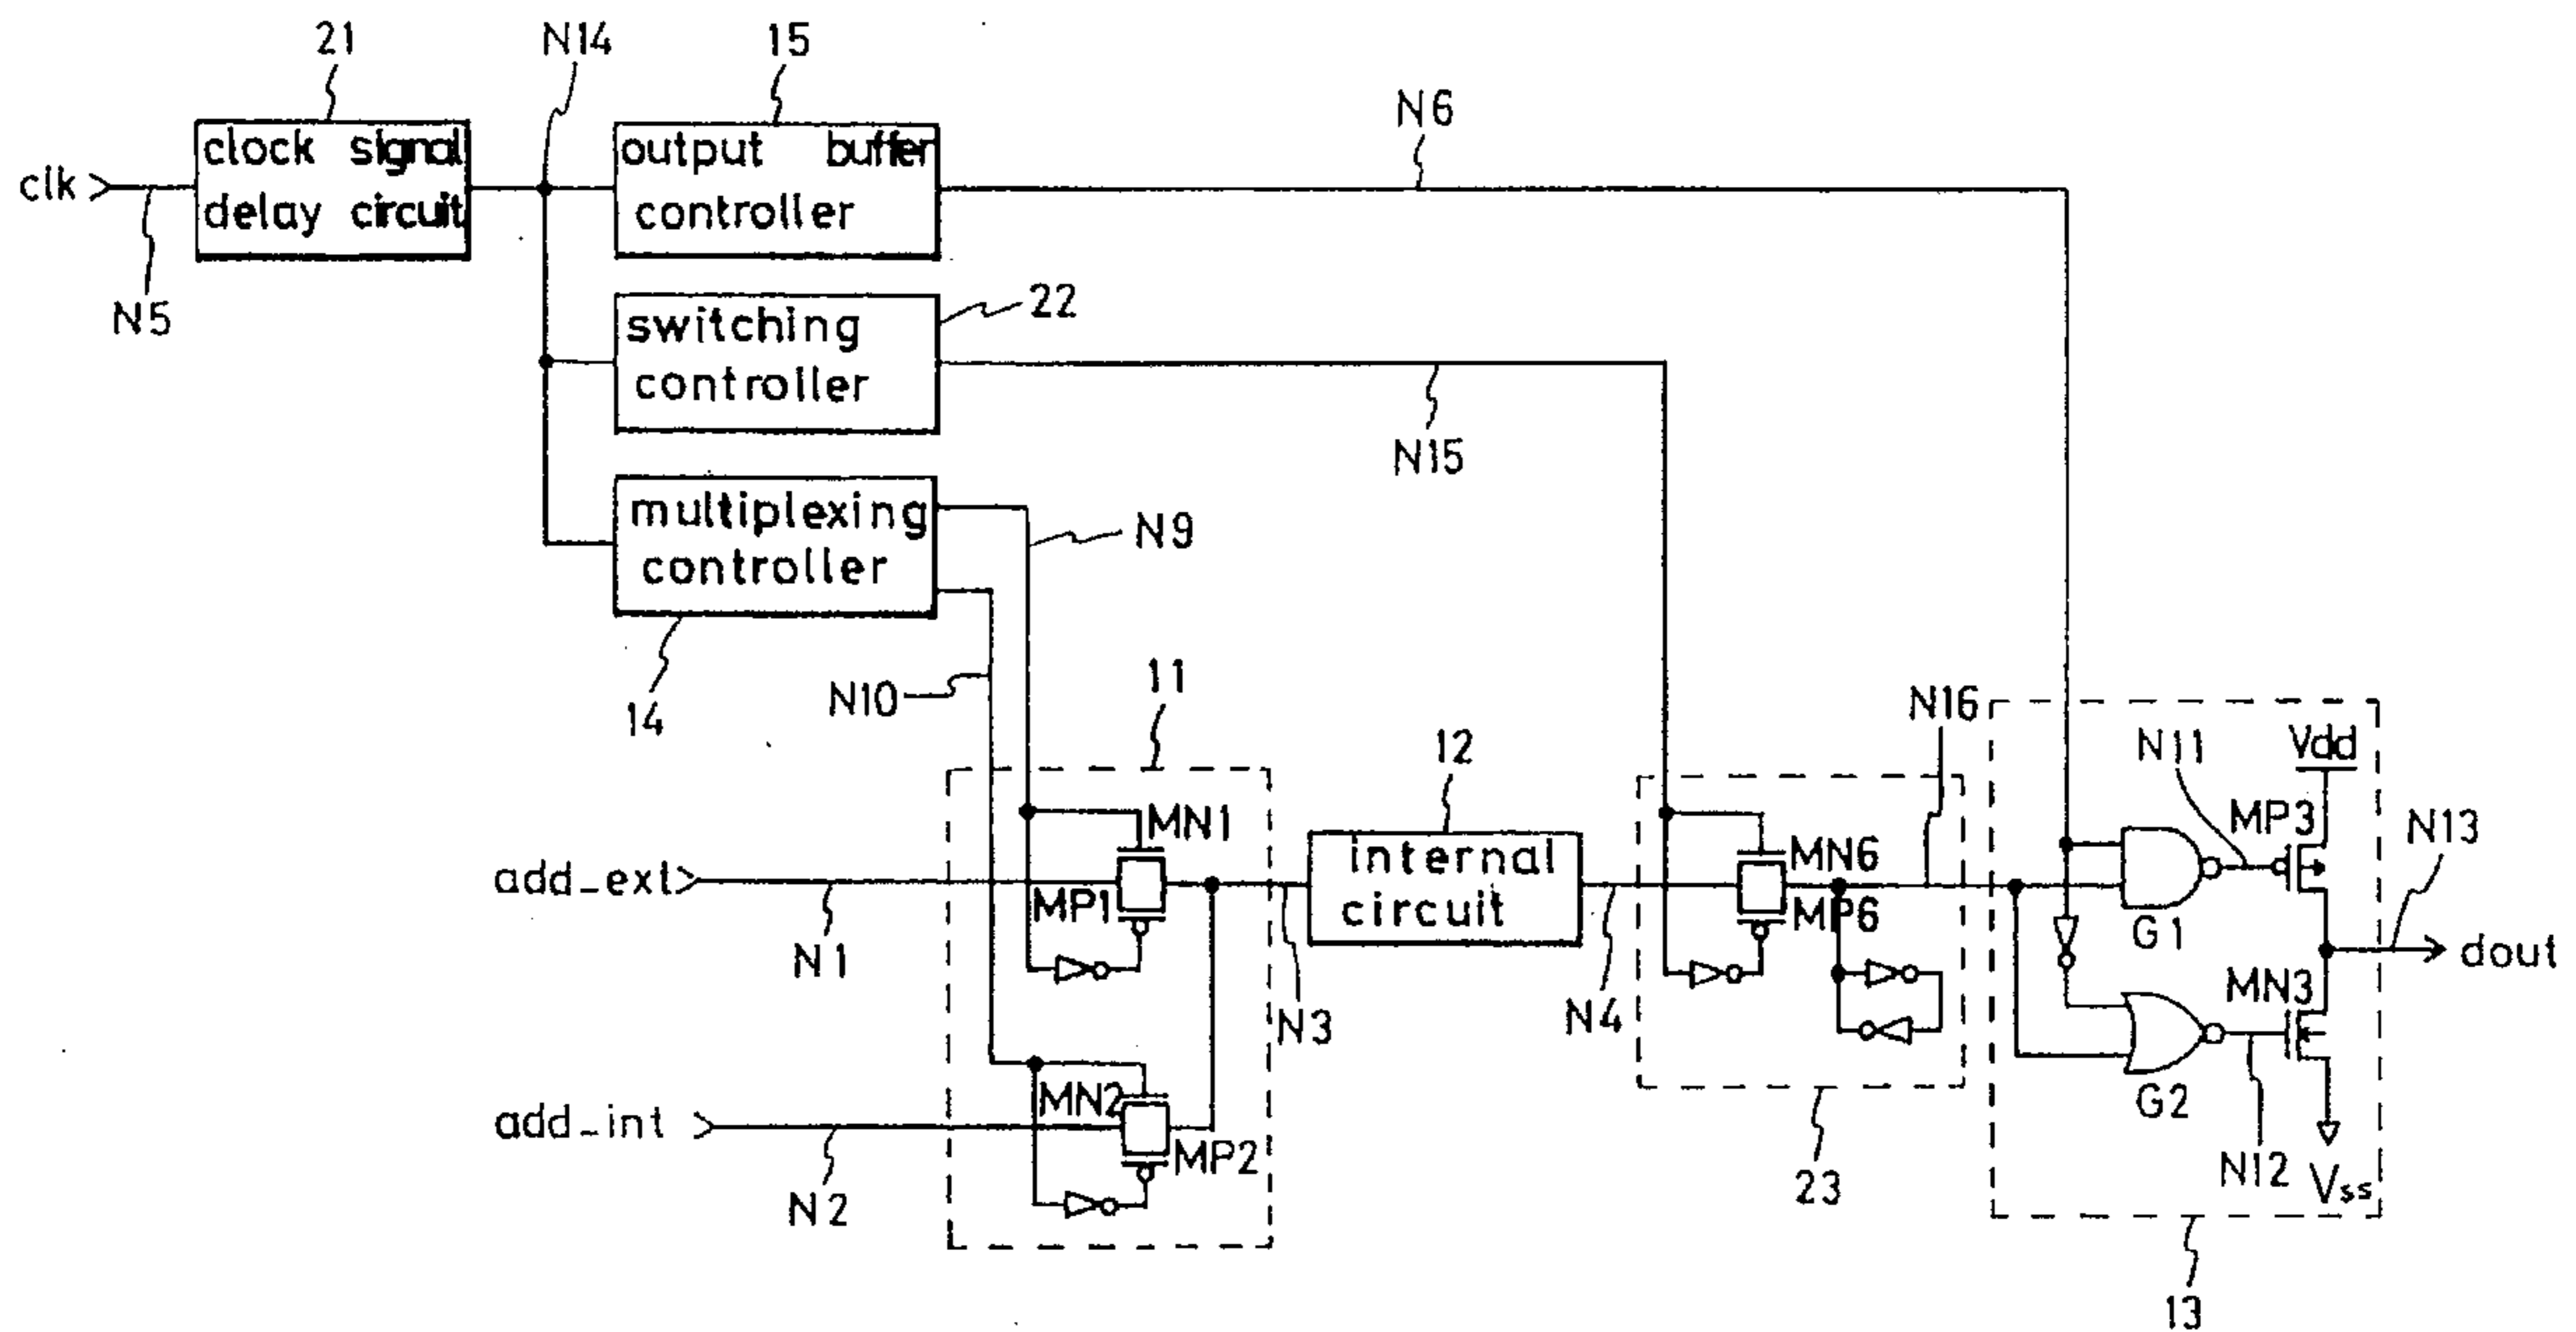 21
N14
15
clk
clock signal
delay circuit
output buffer
controller
N6
N5
switching
controller
22
N15
multiplexing
controller
N9
14
N10
11
12
N16
N11
Vdd
MP3
N13
add_ext
MN1
MP1
internal
circuit
MN6
MP6
G1
dout
N1
N3
N4
MN3
add_int
MN2
MP2
G2
N2
23
N12
Vss
13